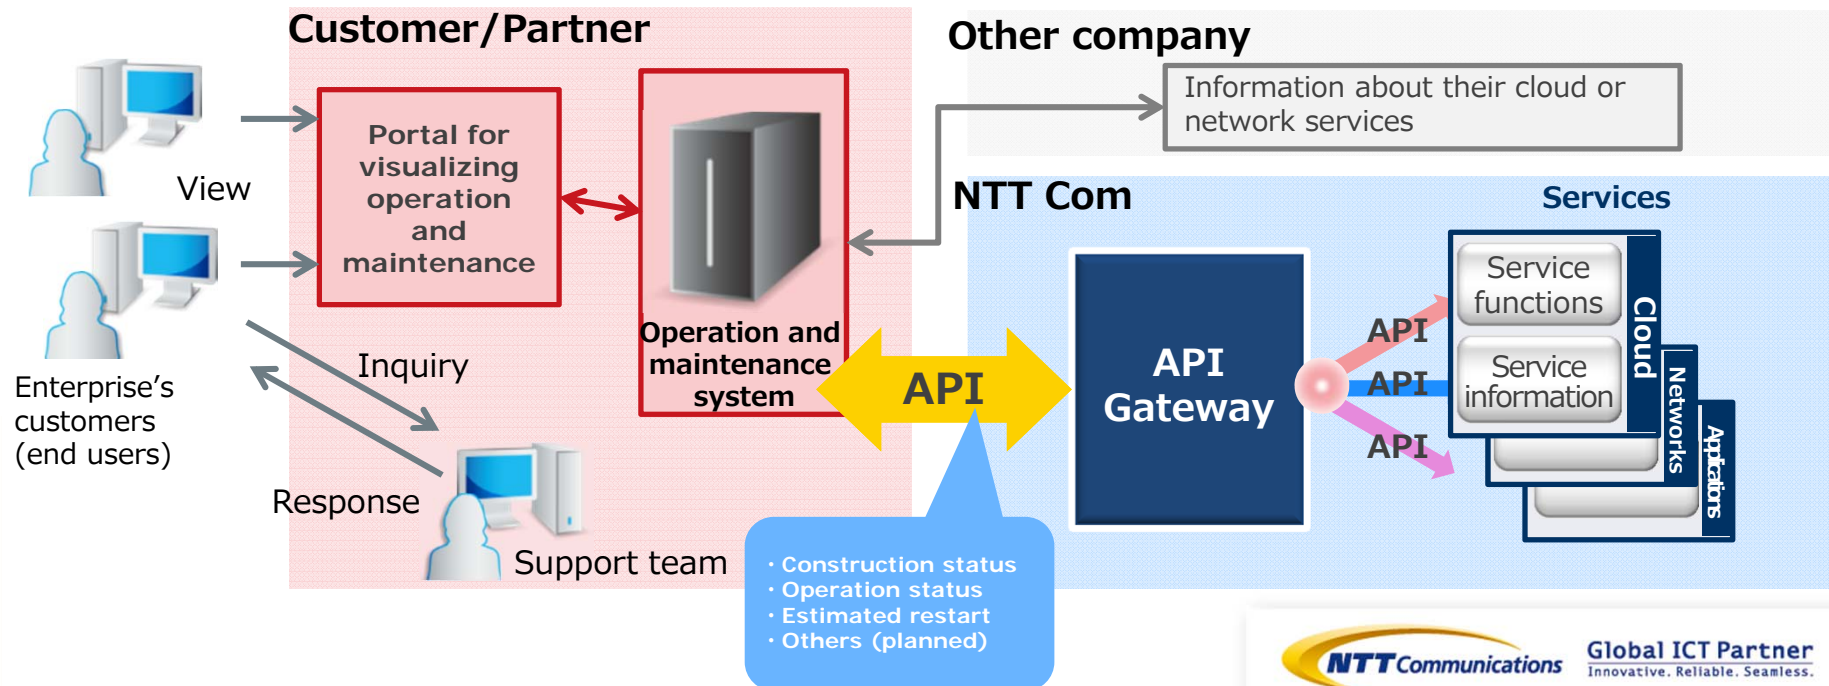 Customer/Partner
Other company
Information about their cloud or
network services
Portal for
visualizing
operation
and
maintenance
View
NTT Com
Services
Operation and
maintenance
system
API
API
Gateway
API
API
API
Service
functions
Service
information
Cloud
Networks
Applications
Enterprise’s
customers
(end users)
Inquiry
Response
Support team
・Construction status
・Operation status
・Estimated restart
・Others (planned)
NTT Communications
Global ICT Partner
Innovative. Reliable. Seamless.